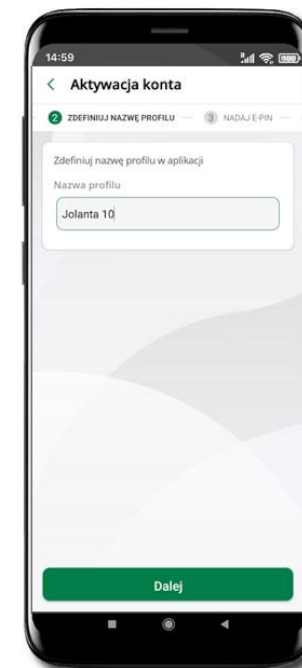 14:59
Aktywacja konta
2 ZDEFINIUJ NAZWĘ PROFILU 3 NADAJ E-PIN
Zdefiniuj nazwę profilu w aplikacji
Nazwa profilu
Jolanta 10
Dalej